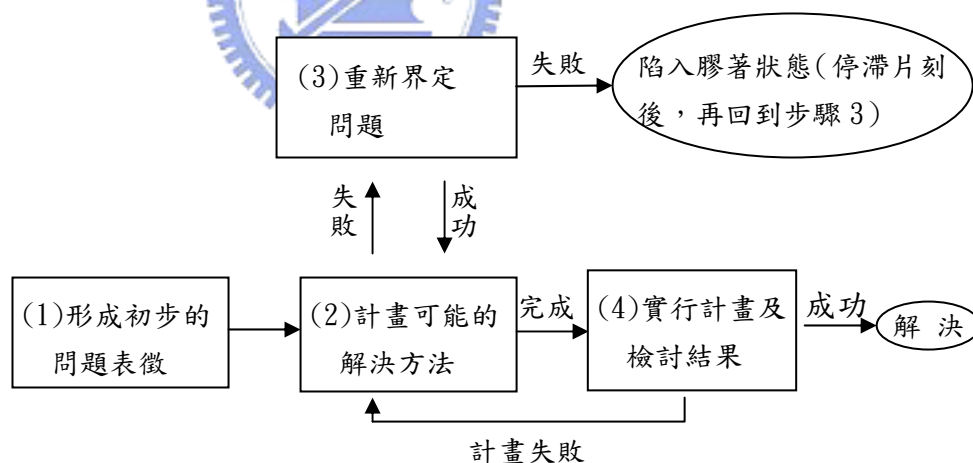 (3)重新界定
問題
失敗
陷入膠著狀態(停滯片刻
後，再回到步驟 3)
失
敗
成
功
(1)形成初步的
問題表徵
(2)計畫可能的
解決方法
完成
(4)實行計畫及
檢討結果
成功
解 決
計畫失敗